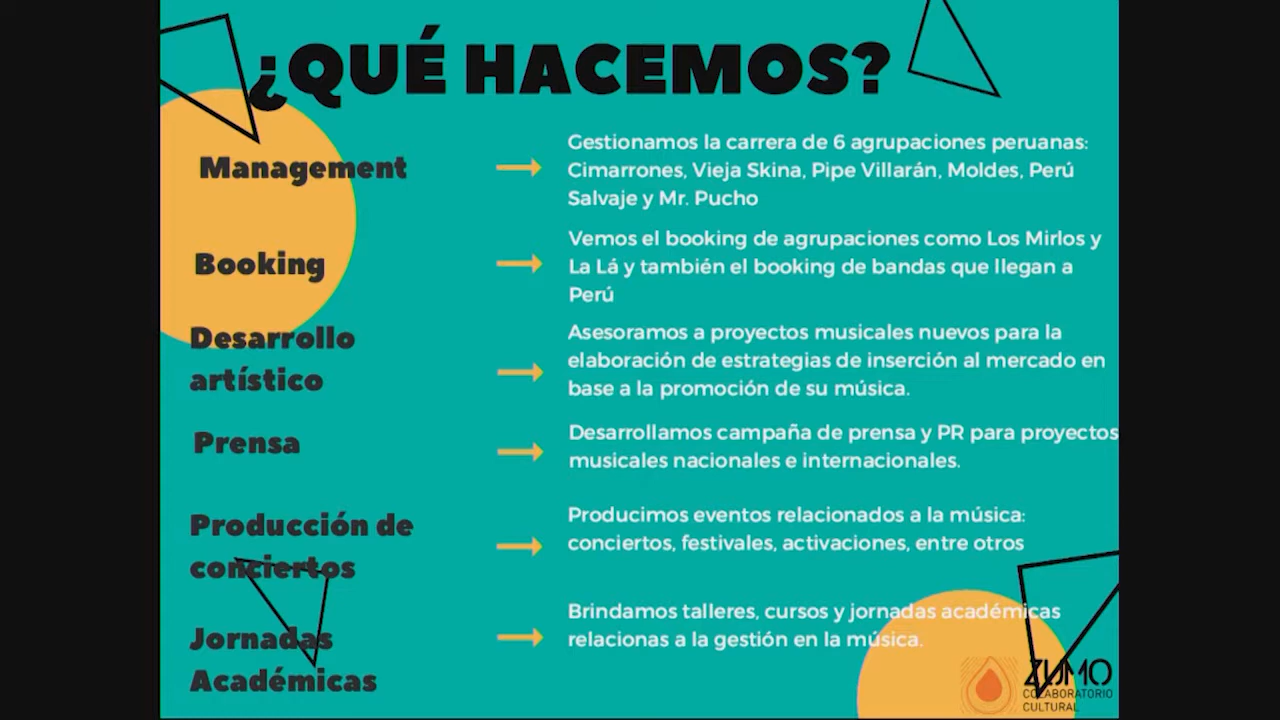 ¿QUÉ HACEMOS?
Management
Gestionamos la carrera de 6 agrupaciones peruanas:
Cimarrones, Vieja Skina, Pipe Villarán, Moldes, Perú
Salvaje y Mr. Pucho
Booking
Vemos el booking de agrupaciones como Los Mirlos y
La Lá y también el booking de bandas que llegan a
Perú
Desarrollo
artístico
Asesoramos a proyectos musicales nuevos para la
elaboración de estrategias de inserción al mercado en
base a la promoción de su música.
Prensa
Desarrollamos campaña de prensa y PR para proyectos
musicales nacionales e internacionales.
Producción de
conciertos
Producimos eventos relacionados a la música:
conciertos, festivales, activaciones, entre otros
Jornadas
Académicas
Brindamos talleres, cursos y jornadas académicas
relacionas a la gestión en la música.
ZUMO
COLABORATORIO
CULTURAL